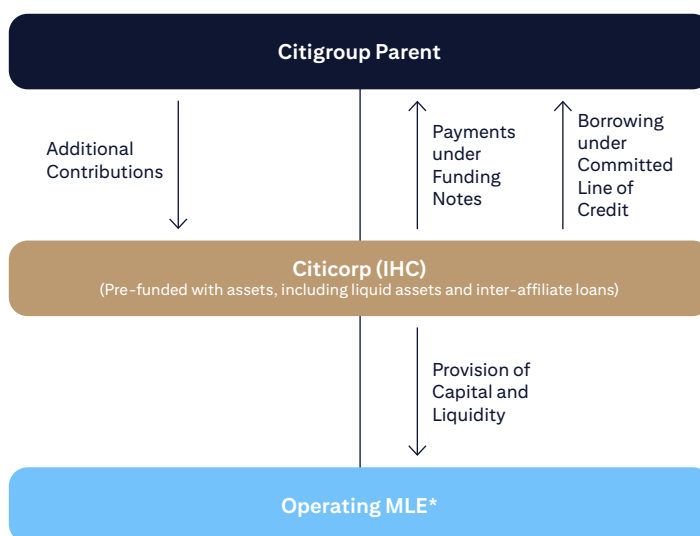 Citigroup Parent
Additional
Contributions
Payments
under
Funding
Notes
Borrowing
under
Committed
Line of
Credit
Citicorp (IHC)
(Pre-funded with assets, including liquid assets and inter-affiliate loans)
Provision of
Capital and
Liquidity
Operating MLE*